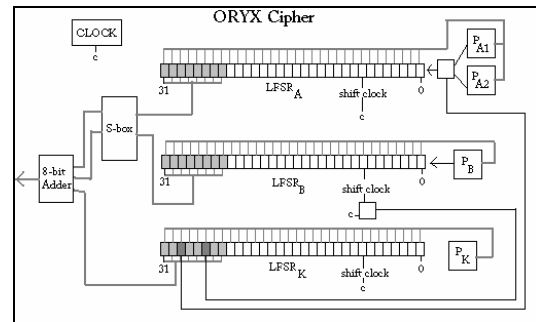 ORYX Cipher
CLOCK
c
P A1
P A2
31
LFSR A
shift clock
0
c
S-box
8-bit
Adder
31
LFSR B
shift clock
0
P B
c
31
LFSR K
shift clock
0
c
P K